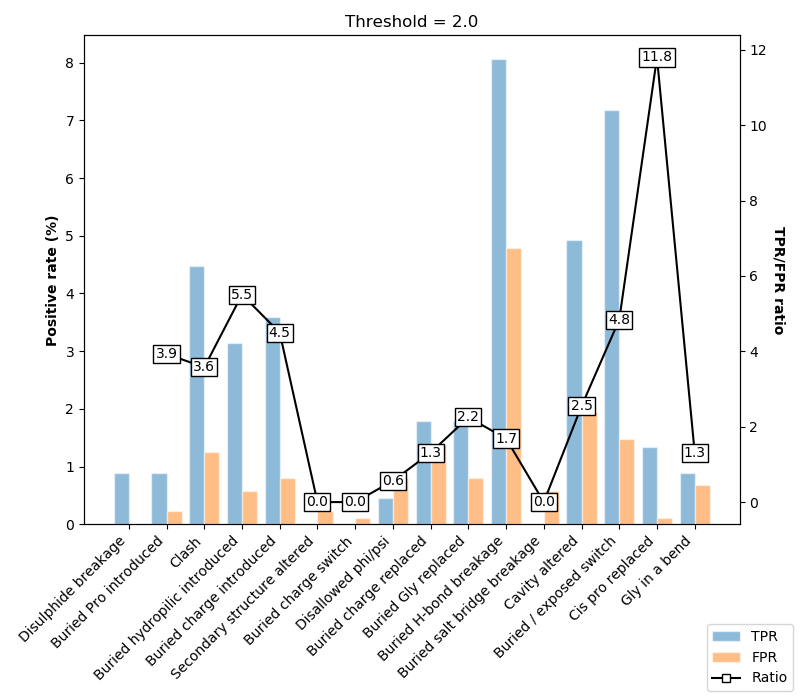 Threshold = 2.0
Positive rate (%)
8
7
6
5
4
3
2
1
0
12
10
8
6
4
2
0
TPR/FPR ratio
3.9
3.6
5.5
4.5
0.0
0.0
0.6
1.3
2.2
1.7
0.0
2.5
4.8
11.8
1.3
Disulphide breakage
Buried Pro introduced
Clash
Buried hydropilic introduced
Buried charge introduced
Secondary structure altered
Buried charge switch
Disallowed phi/psi
Buried charge replaced
Buried Gly replaced
Buried H-bond breakage
Buried salt bridge breakage
Cavity altered
Buried / exposed switch
Cis pro replaced
Gly in a bend
TPR
FPR
Ratio